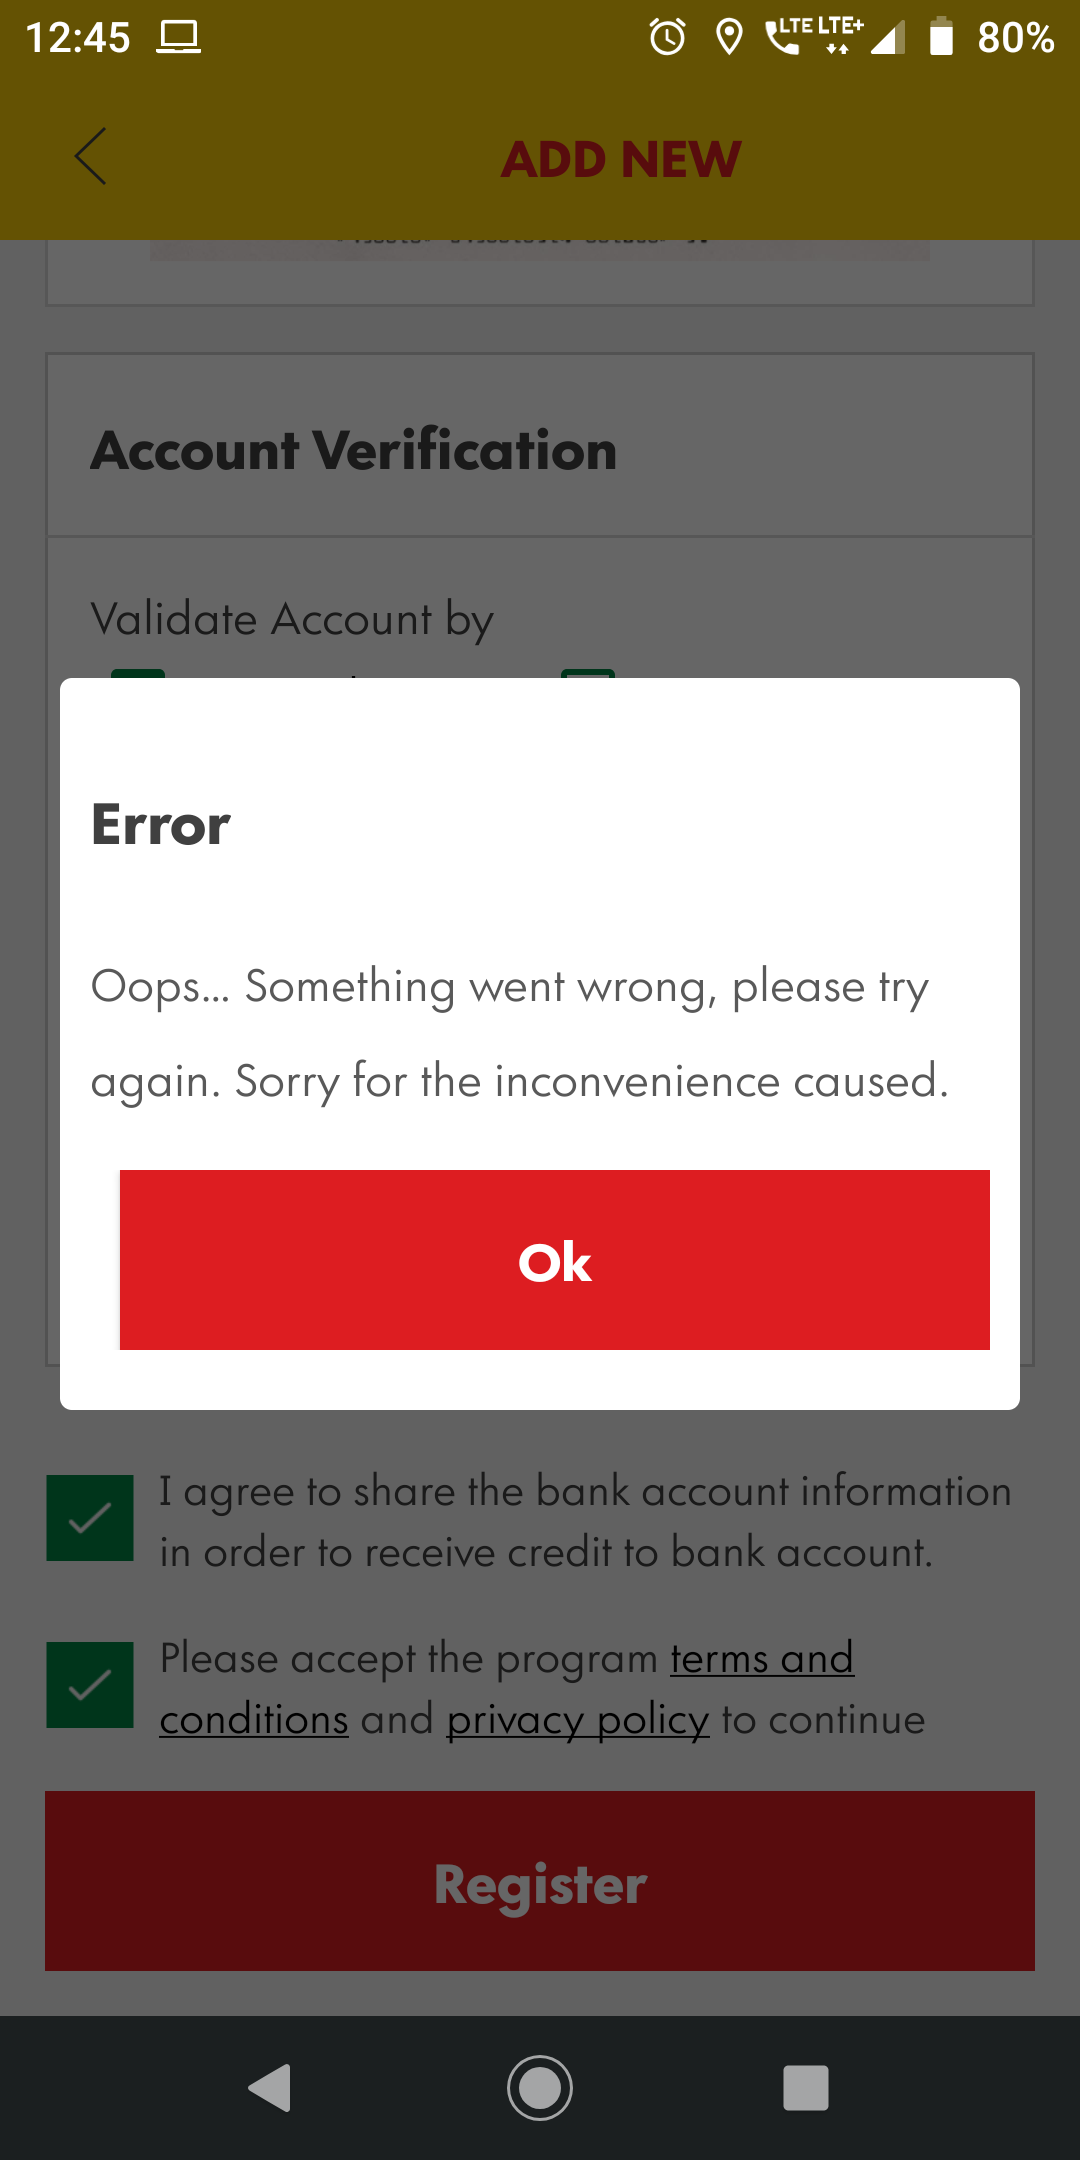 12:45
LTE LTE+
80%
ADD NEW
Account Verification
Validate Account by
Error
Oops... Something went wrong, please try
again. Sorry for the inconvenience caused.
Ok
I agree to share the bank account information
in order to receive credit to bank account.
Please accept the program terms and
conditions and privacy policy to continue
Register